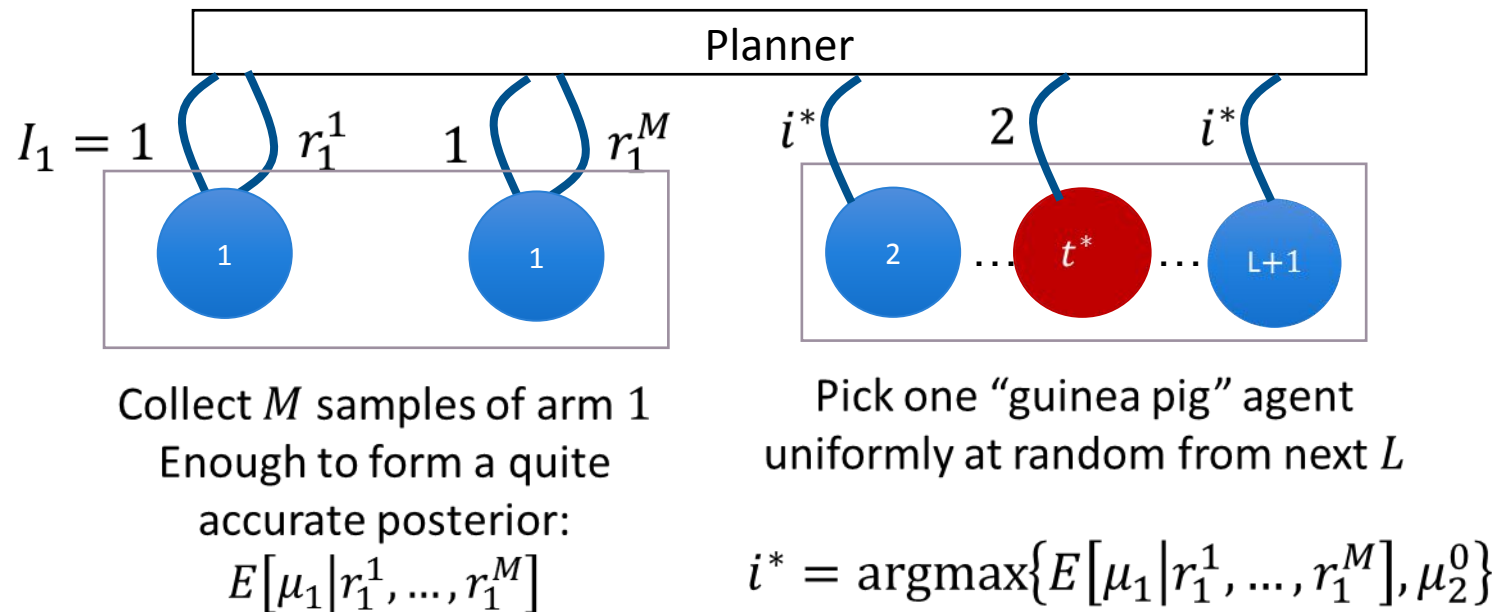 Planner
I₁ = 1 r₁¹ 1 r₁ᴹ i* 2 i*
1 1 2 ... t* ... L+1
Collect M samples of arm 1
Enough to form a quite
accurate posterior:
E[μ₁|r₁¹, ..., r₁ᴹ]
Pick one “guinea pig” agent
uniformly at random from next L
i* = argmax{E[μ₁|r₁¹, ..., r₁ᴹ], μ₂⁰}